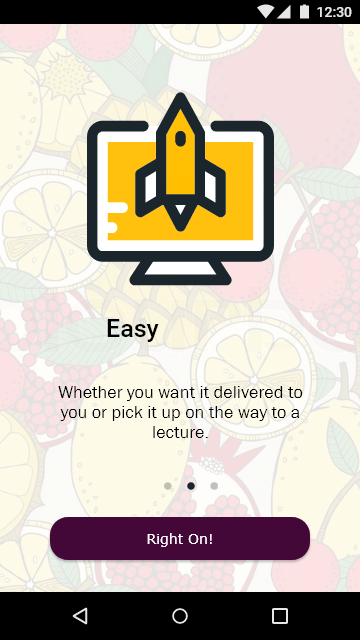 12:30
Easy
Whether you want it delivered to
you or pick it up on the way to a
lecture.
Right On!